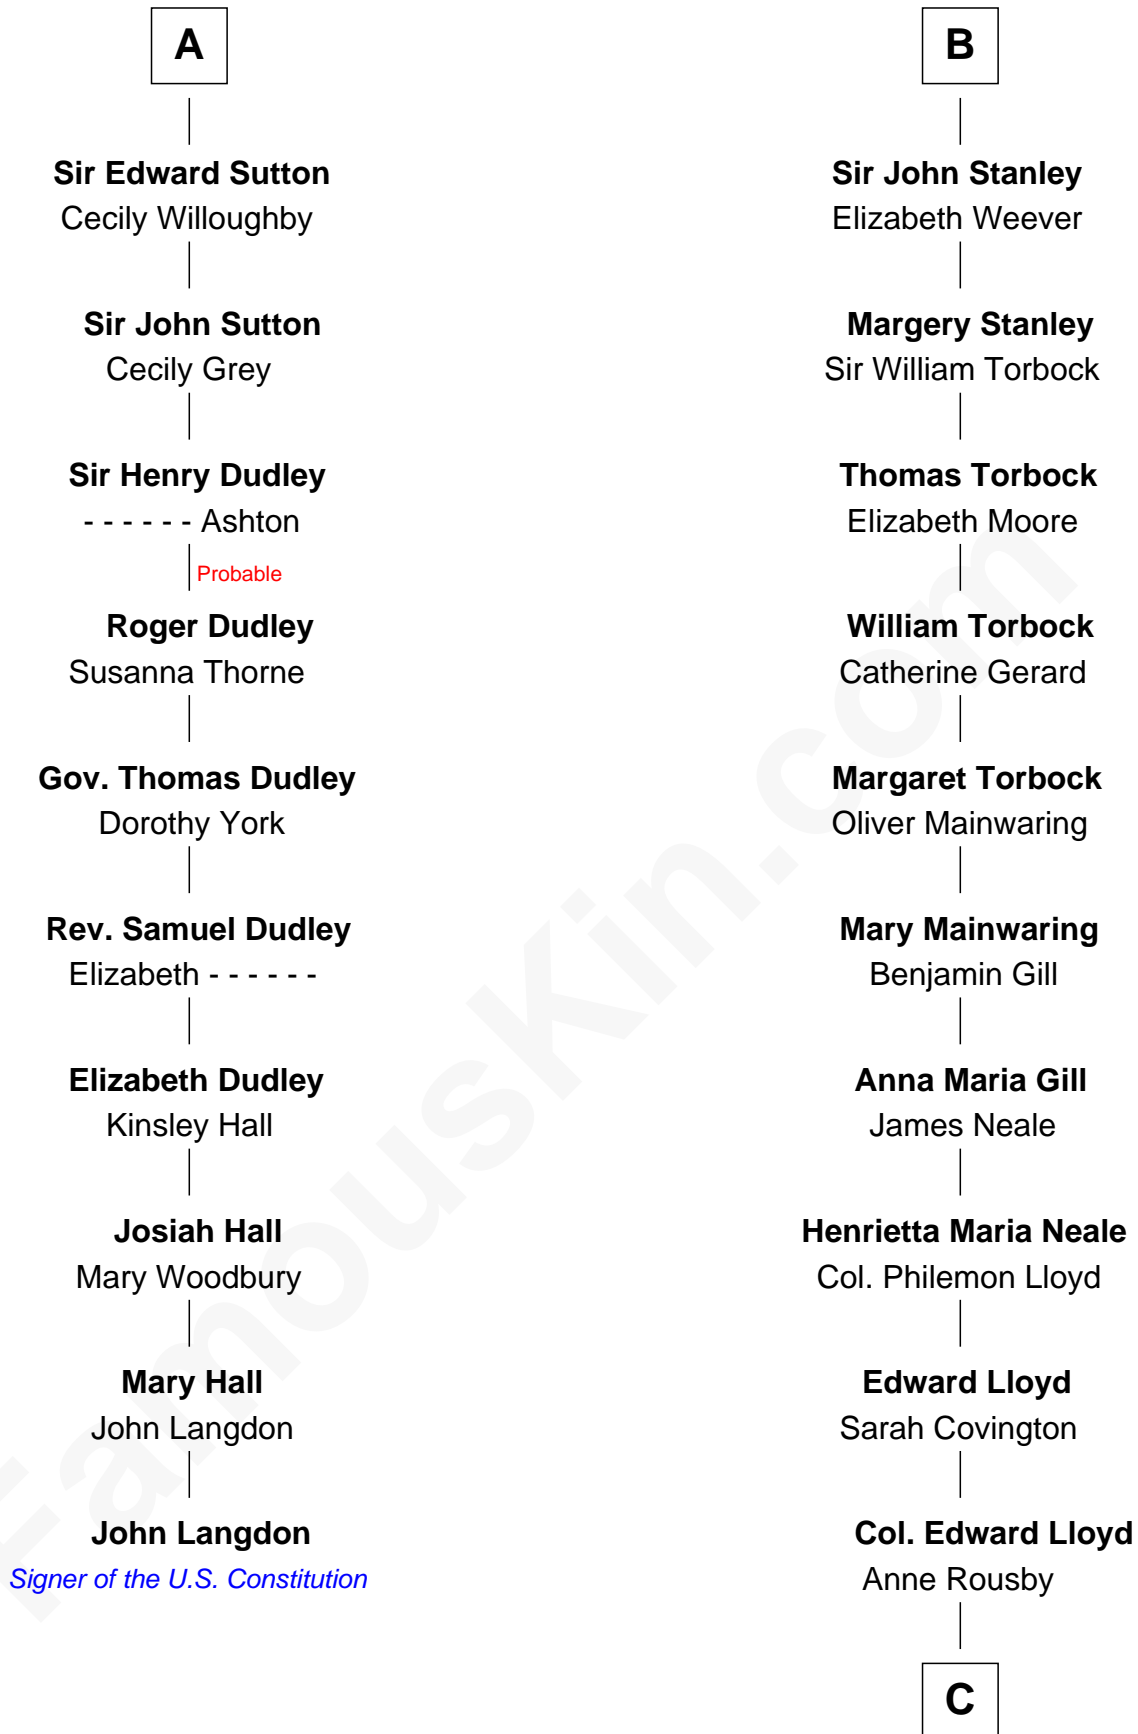 A
Sir Edward Sutton
Cecily Willoughby
Sir John Sutton
Cecily Grey
Sir Henry Dudley
- - - - - - Ashton
Probable
Roger Dudley
Susanna Thorne
Gov. Thomas Dudley
Dorothy York
Rev. Samuel Dudley
Elizabeth - - - - - -
Elizabeth Dudley
Kinsley Hall
Josiah Hall
Mary Woodbury
Mary Hall
John Langdon
John Langdon
Signer of the U.S. Constitution
B
Sir John Stanley
Elizabeth Weever
Margery Stanley
Sir William Torbock
Thomas Torbock
Elizabeth Moore
William Torbock
Catherine Gerard
Margaret Torbock
Oliver Mainwaring
Mary Mainwaring
Benjamin Gill
Anna Maria Gill
James Neale
Henrietta Maria Neale
Col. Philemon Lloyd
Edward Lloyd
Sarah Covington
Col. Edward Lloyd
Anne Rousby
C
FamousKin.com